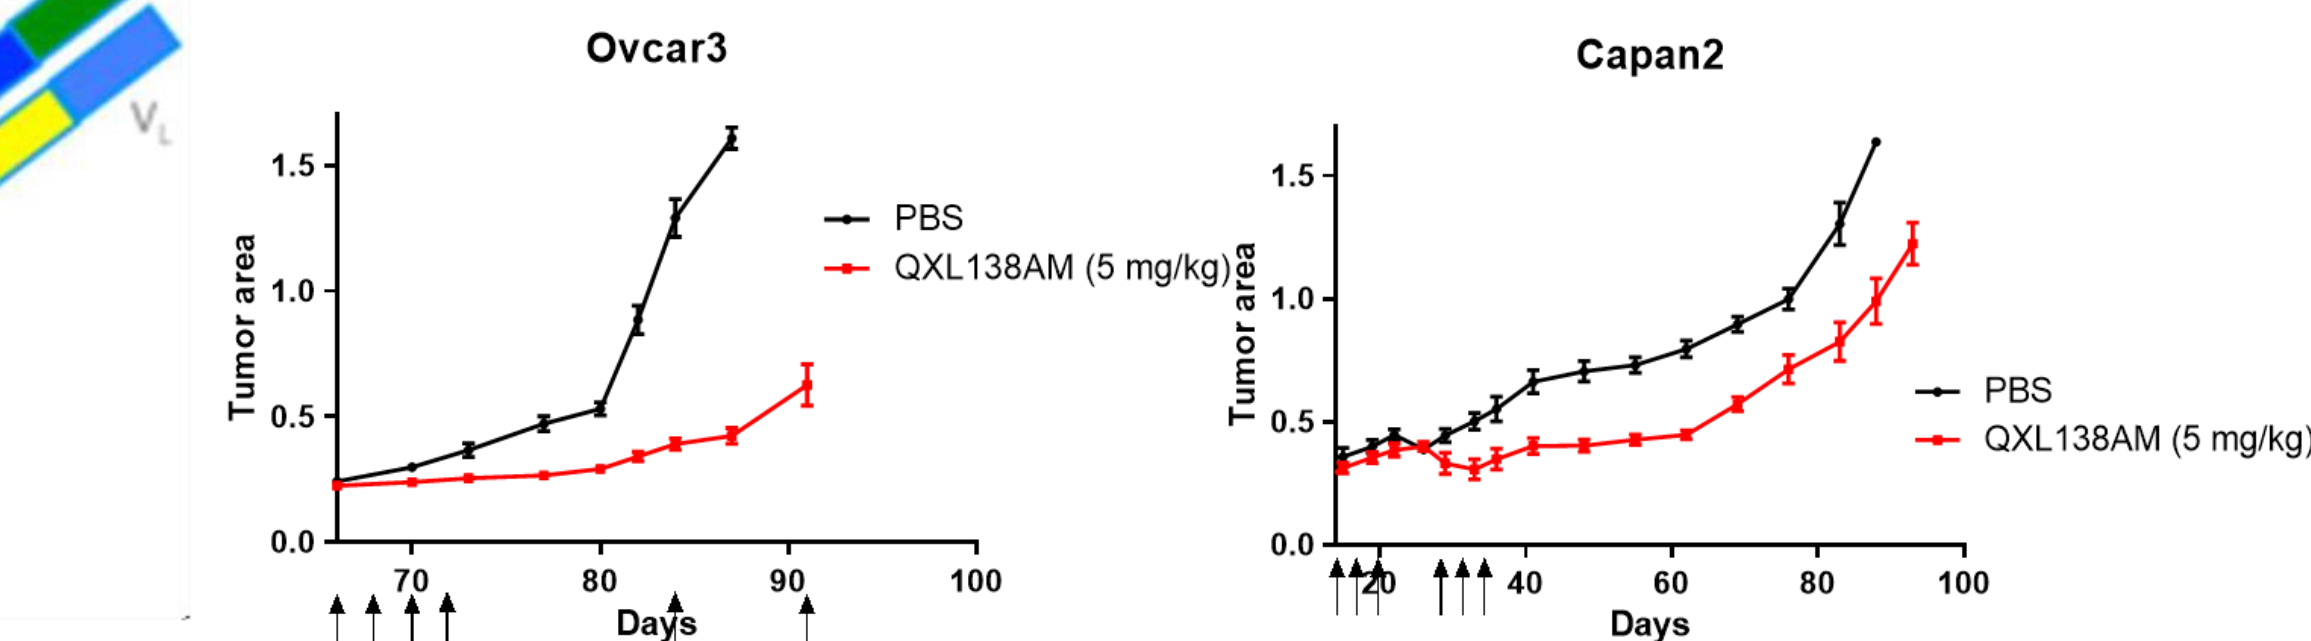 V_L
Ovcar3
Tumor area
1.5
1.0
0.5
0.0
70 80 90 100
Days
PBS
QXL138AM (5 mg/kg)
Capan2
Tumor area
1.5
1.0
0.5
0.0
20 40 60 80 100
Days
PBS
QXL138AM (5 mg/kg)